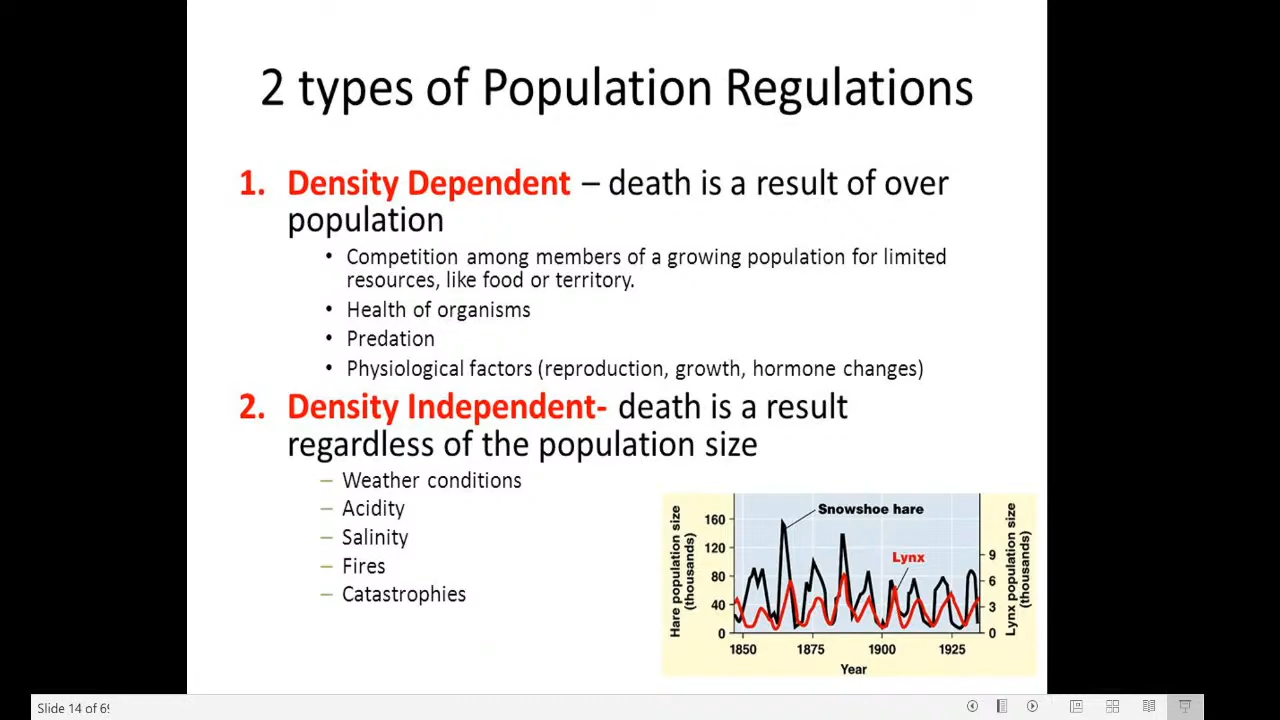 2 types of Population Regulations
1. Density Dependent – death is a result of over
population
• Competition among members of a growing population for limited
resources, like food or territory.
• Health of organisms
• Predation
• Physiological factors (reproduction, growth, hormone changes)
2. Density Independent- death is a result
regardless of the population size
– Weather conditions
– Acidity
– Salinity
– Fires
– Catastrophies
Hare population size
(thousands)
160
120
80
40
0
Snowshoe hare
Lynx
9
6
3
0
Lynx population size
(thousands)
1850 1875 1900 1925
Year
Slide 14 of 69